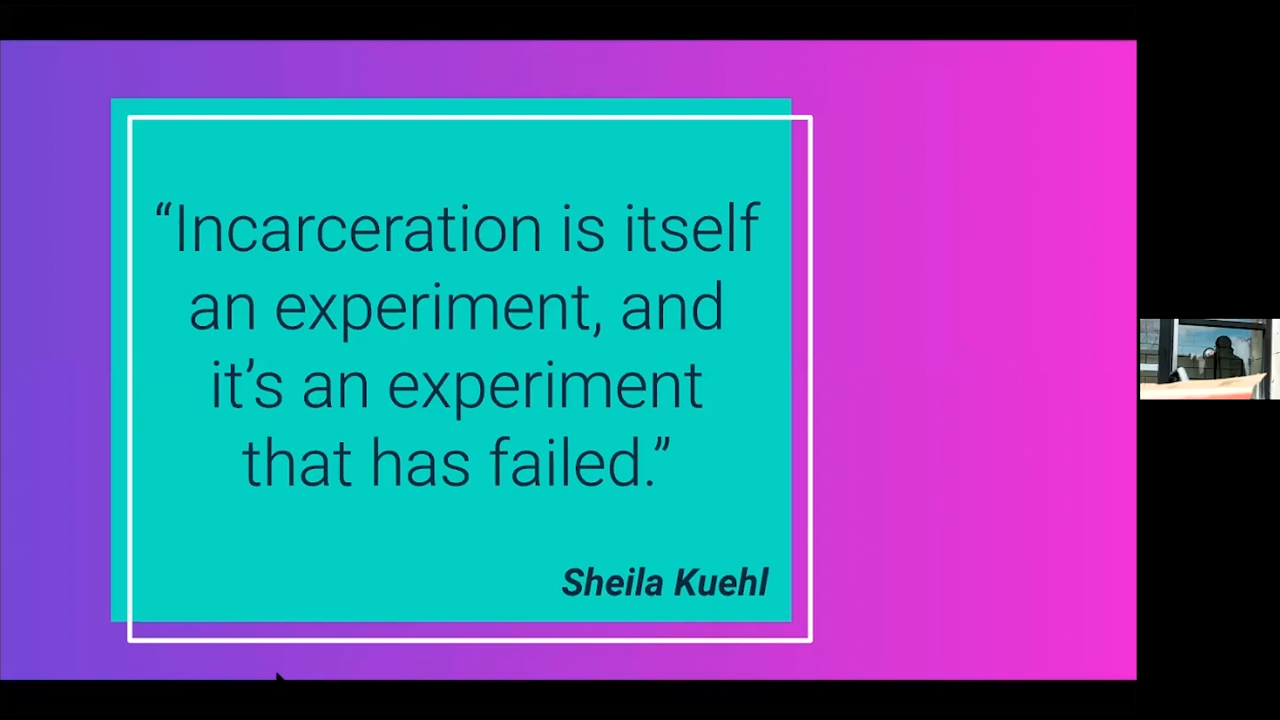 “Incarceration is itself
an experiment, and
it’s an experiment
that has failed.”
Sheila Kuehl